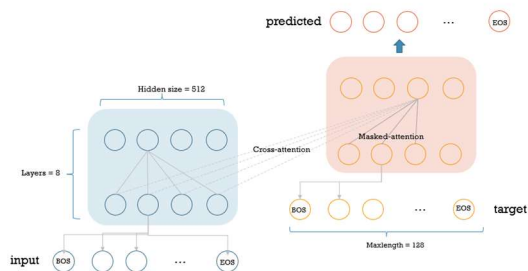 predicted
...
EOS
Hidden size = 512
Layers = 8
Cross-attention
Masked-attention
BOS
...
EOS
target
Maxlength = 128
input
BOS
...
EOS